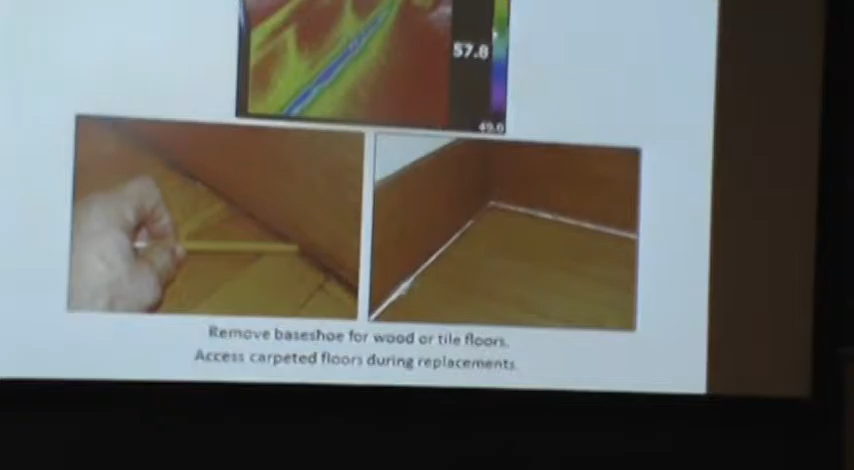 57.8
49.0
Remove baseshoe for wood or tile floors.
Access carpeted floors during replacements.